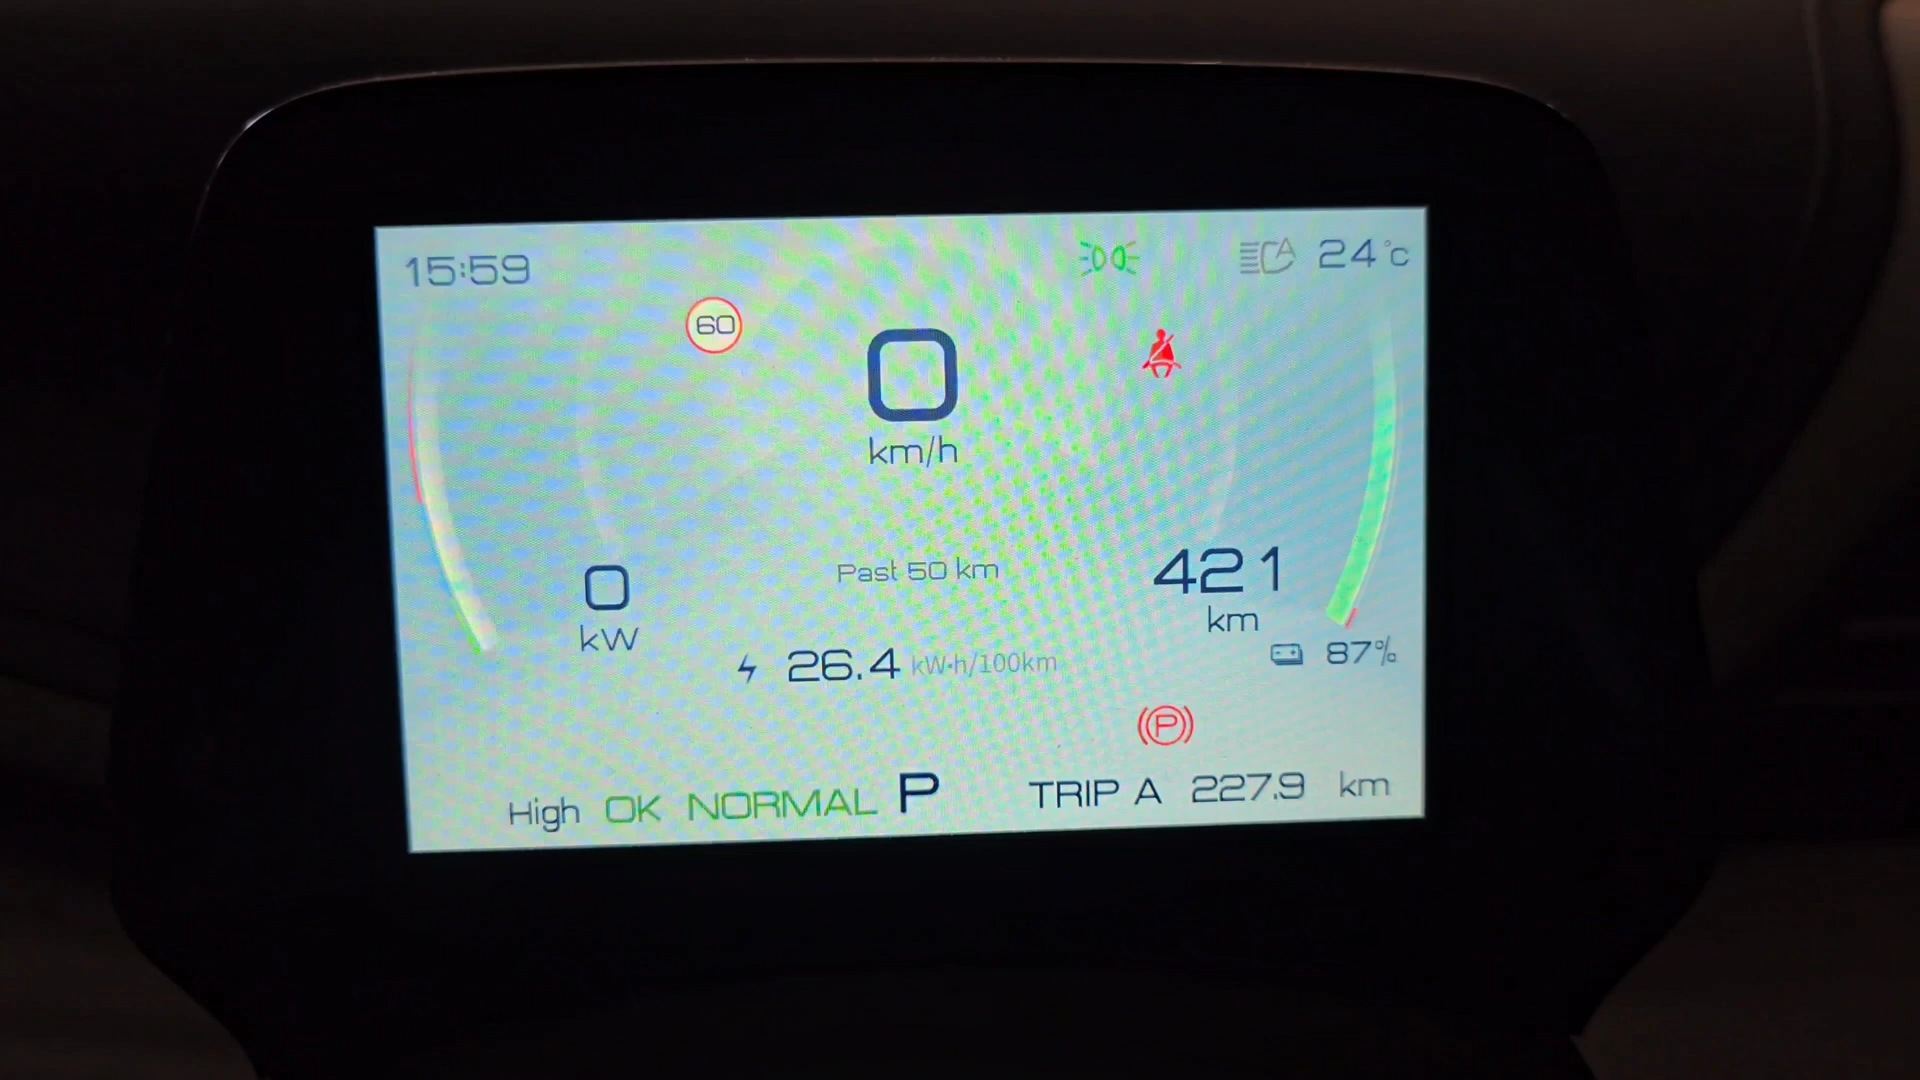 15:59
24°C
60
0
km/h
0
kW
Past 50 km
26.4 kW·h/100km
421
km
87%
P
High OK NORMAL P
TRIP A 227.9 km